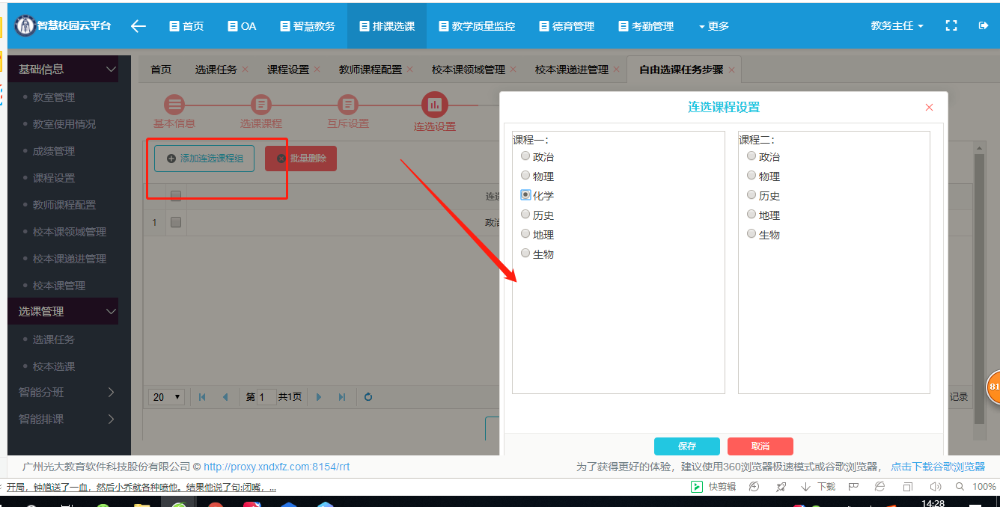 智慧校园云平台 首页 OA 智慧教务 排课选课 教学质量监控 德育管理 考勤管理 更多 教务主任
基础信息
教室管理
教室使用情况
成绩管理
课程设置
教师课程配置
校本课领域管理
校本课递进管理
校本课管理
选课管理
选课任务
校本选课
智能分班
智能排课
首页 选课任务 课程设置 教师课程配置 校本课领域管理 校本课递进管理 自由选课任务步骤
基本信息 选课课程 互斥设置 连选设置
添加连选课程组 批量删除
连选
1 政治
20 第 1 共1页
记录
连选课程设置
课程一：
政治
物理
化学
历史
地理
生物
课程二：
政治
物理
历史
地理
生物
保存 取消
81
广州光大教育软件科技股份有限公司 © http://proxy.xndxfz.com:8154/rrt 为了获得更好的体验，建议使用360浏览器极速模式或谷歌浏览器， 点击下载谷歌浏览器
开局，钟馗送了一血，然后小乔就各种喷他。结果他说了句:闭嘴，... 快剪辑 下载 100%
14:28